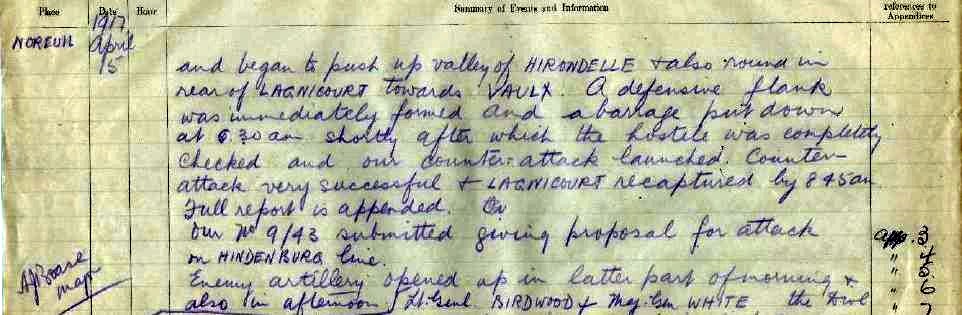 Place Date Hour Summary of Events and Information references to Appendices
NOREUIL 1917 April 15
and began to push up valley of HIRONDELLE & also round in
rear of LAGNICOURT towards VAULX. A defensive flank
was immediately formed and a barrage put down
at 6.30 am shortly after which the hostile was completely
checked and our counter-attack launched. Counter-
attack very successful & LAGNICOURT recaptured by 8 45 am.
Full report is appended.
Our No 9/43 submitted giving proposal for attack
on HINDENBURG line.
Enemy artillery opened up in latter part of morning &
also in afternoon Lt. Genl BIRDWOOD & Maj. Gen WHITE the
App. 3
" 4
" 5
" 6
" 7
map